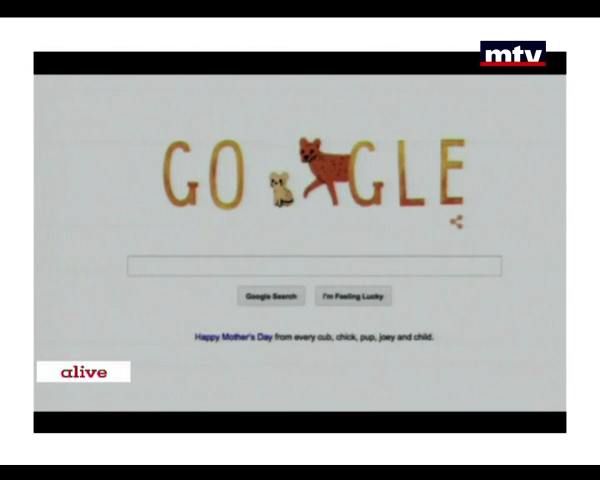 mtv
GO GLE
Google Search I'm Feeling Lucky
Happy Mother's Day from every cub, chick, pup, joey and child.
alive